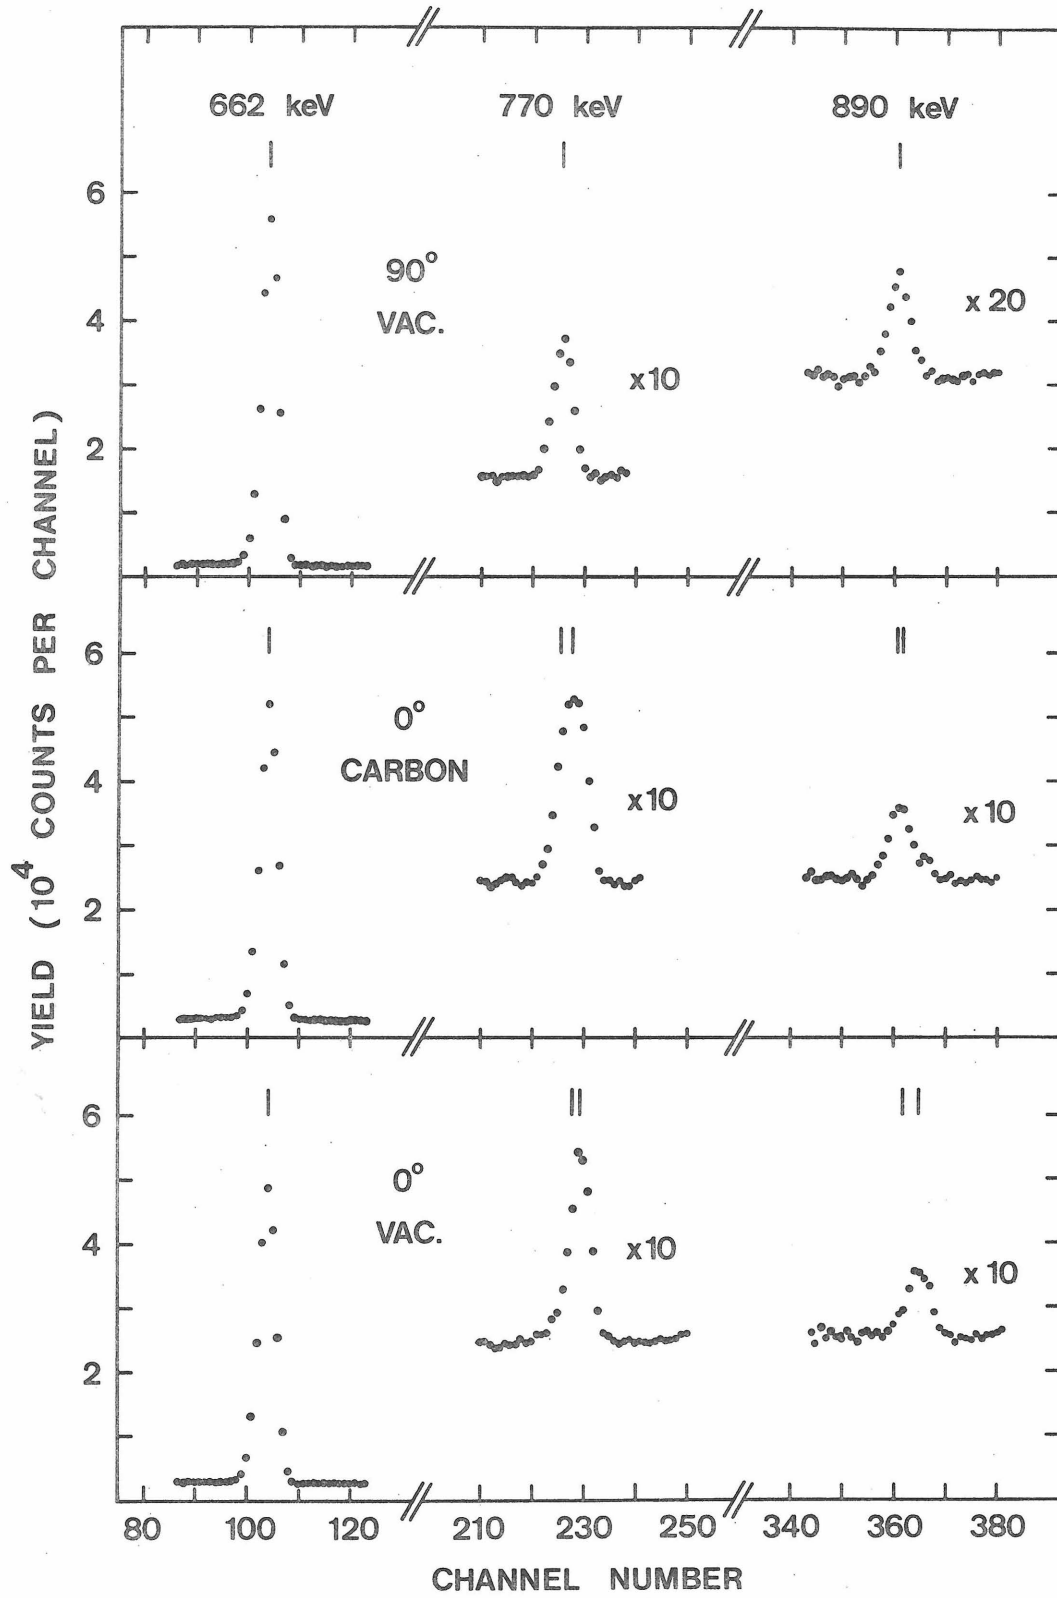 662 keV 770 keV 890 keV
6
90°
VAC.
x 20
4
x10
2
6
0°
CARBON
x10
x10
4
2
6
0°
VAC.
x10
x10
4
2
YIELD (10⁴ COUNTS PER CHANNEL)
80 100 120 210 230 250 340 360 380
CHANNEL NUMBER